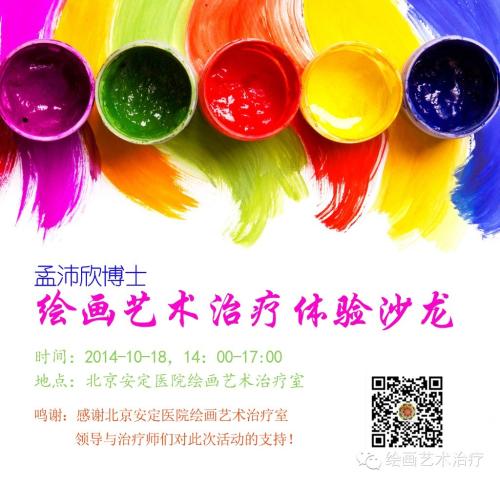 孟沛欣博士
绘画艺术治疗体验沙龙
时间：2014-10-18，14：00-17:00
地点：北京安定医院绘画艺术治疗室
鸣谢：感谢北京安定医院绘画艺术治疗室
领导与治疗师们对此次活动的支持！
绘画艺术治疗